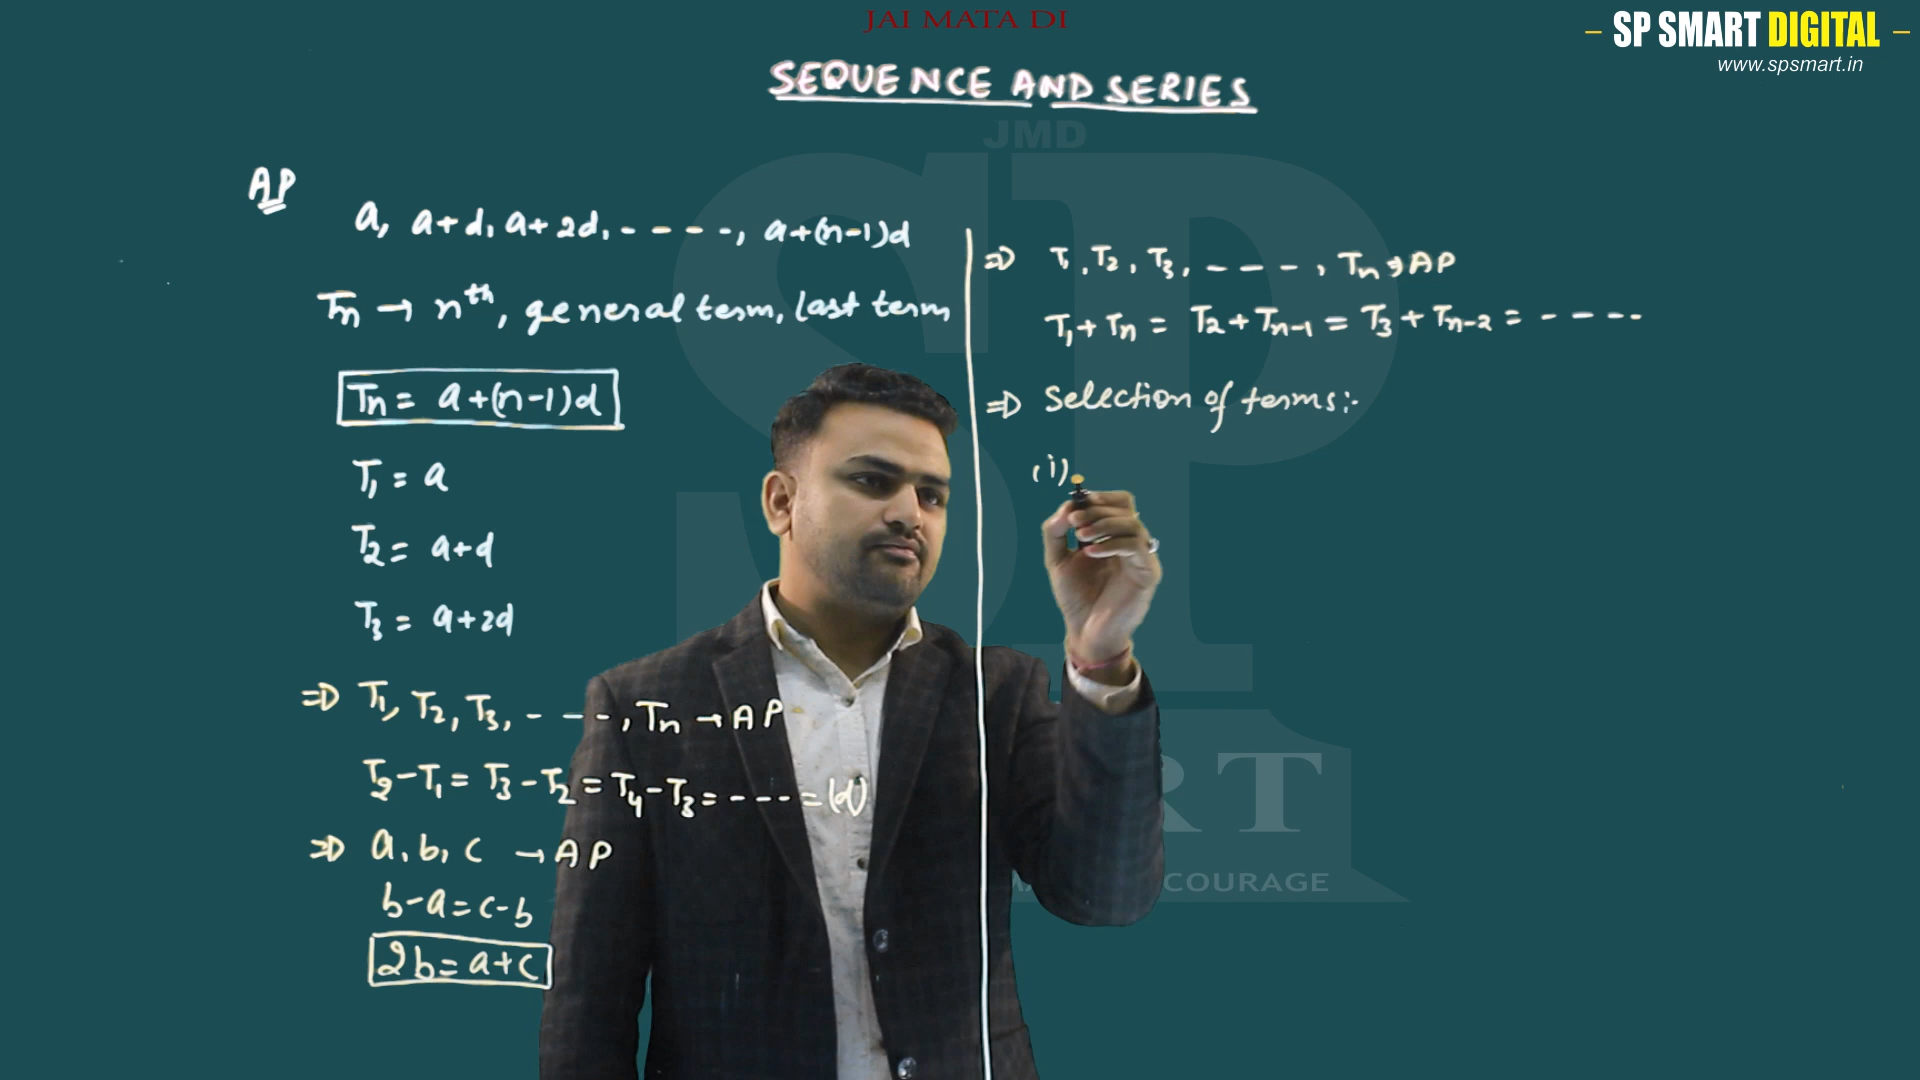 JAI MATA DI
SP SMART DIGITAL
www.spsmart.in
SEQUENCE AND SERIES
JMD
AP
a, a+d, a+2d, - - - - -, a+(n-1)d
Tn → nth, general term, last term
Tn = a+(n-1)d
T1 = a
T2 = a+d
T3 = a+2d
⇒ T1, T2, T3, - - - -, Tn → AP
T2-T1 = T3-T2 = T4-T3 = - - - - = (d)
⇒ a, b, c → AP
b-a = c-b
2b = a+c
⇒ T1, T2, T3, - - - -, Tn → AP
T1+Tn = T2+Tn-1 = T3+Tn-2 = - - - - -
⇒ Selection of terms:-
(i)
SP
RT
COURAGE